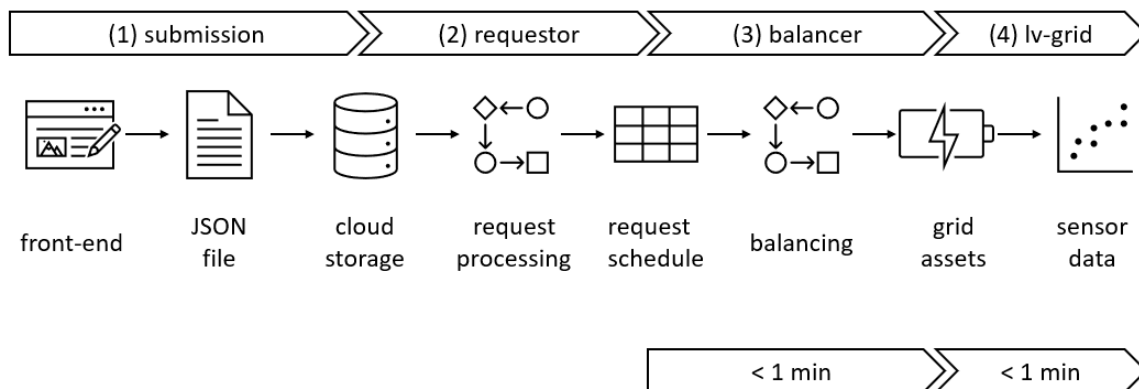 (1) submission
(2) requestor
(3) balancer
(4) lv-grid
front-end
JSON
file
cloud
storage
request
processing
request
schedule
balancing
grid
assets
sensor
data
< 1 min
< 1 min